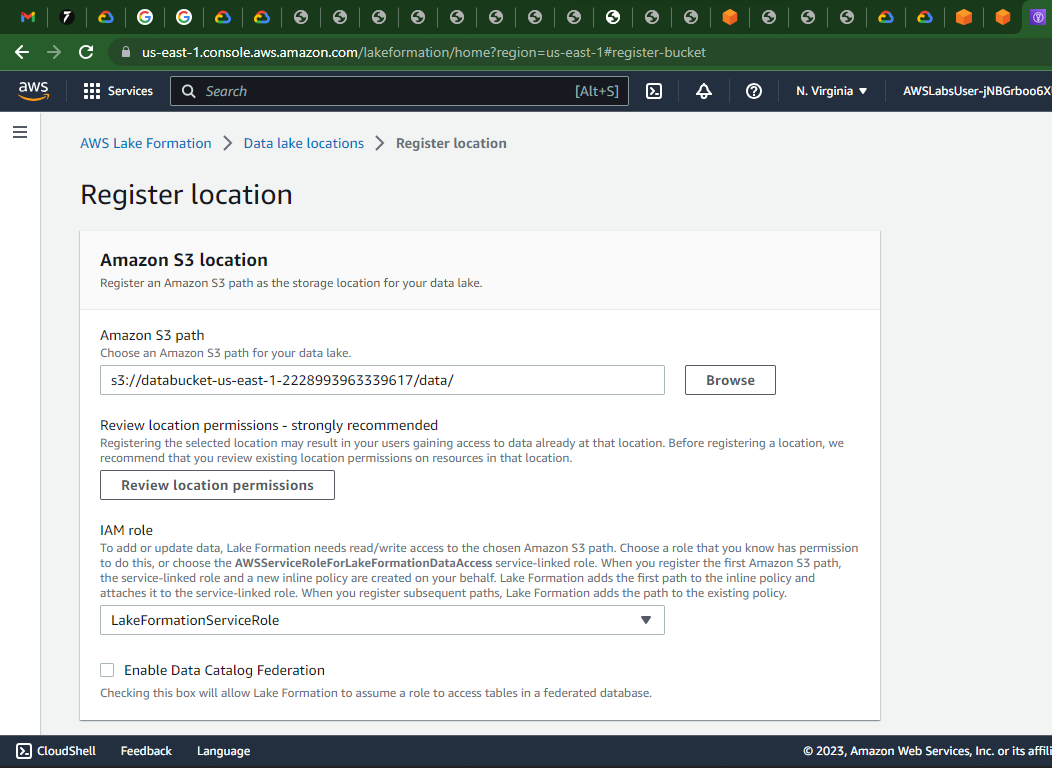 us-east-1.console.aws.amazon.com/lakeformation/home?region=us-east-1#register-bucket
aws
Services
Search
[Alt+S]
N. Virginia
AWSLabsUser-jNBGrboo6X
AWS Lake Formation > Data lake locations > Register location
Register location
Amazon S3 location
Register an Amazon S3 path as the storage location for your data lake.
Amazon S3 path
Choose an Amazon S3 path for your data lake.
s3://databucket-us-east-1-2228993963339617/data/
Browse
Review location permissions - strongly recommended
Registering the selected location may result in your users gaining access to data already at that location. Before registering a location, we
recommend that you review existing location permissions on resources in that location.
Review location permissions
IAM role
To add or update data, Lake Formation needs read/write access to the chosen Amazon S3 path. Choose a role that you know has permission
to do this, or choose the AWSServiceRoleForLakeFormationDataAccess service-linked role. When you register the first Amazon S3 path,
the service-linked role and a new inline policy are created on your behalf. Lake Formation adds the first path to the inline policy and
attaches it to the service-linked role. When you register subsequent paths, Lake Formation adds the path to the existing policy.
LakeFormationServiceRole
Enable Data Catalog Federation
Checking this box will allow Lake Formation to assume a role to access tables in a federated database.
CloudShell
Feedback
Language
© 2023, Amazon Web Services, Inc. or its affili